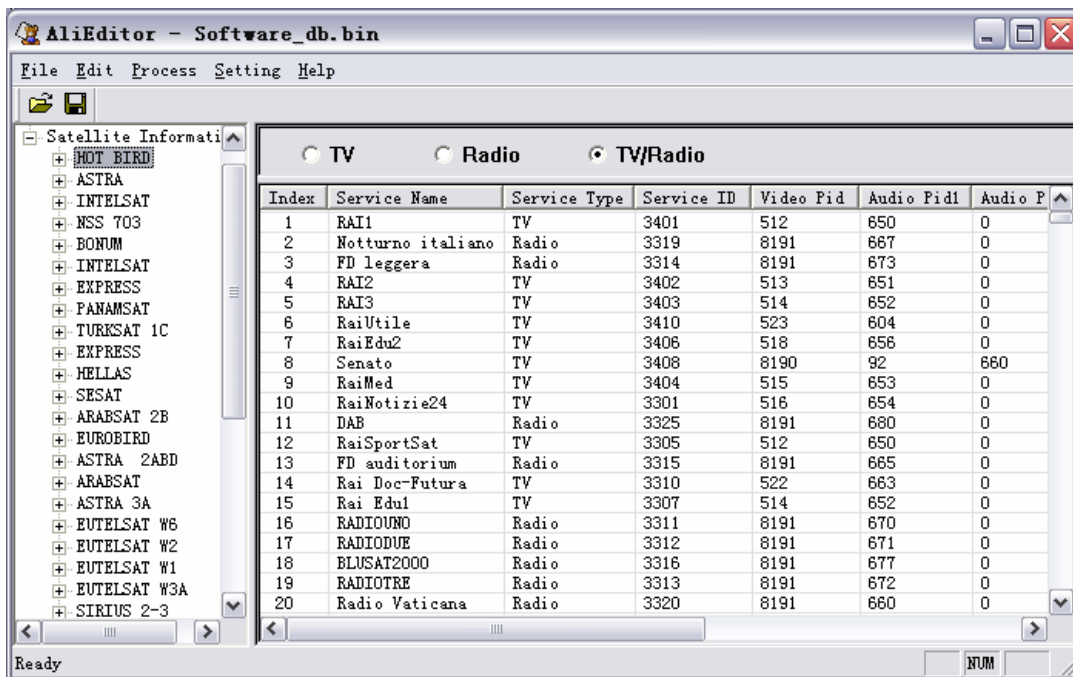 AliEditor - Software_db.bin
File Edit Process Setting Help
Satellite Informati
HOT BIRD
ASTRA
INTELSAT
NSS 703
BONUM
INTELSAT
EXPRESS
PANAMSAT
TURKSAT 1C
EXPRESS
HELLAS
SESAT
ARABSAT 2B
EUROBIRD
ASTRA 2ABD
ARABSAT
ASTRA 3A
EUTELSAT W6
EUTELSAT W2
EUTELSAT W1
EUTELSAT W3A
SIRIUS 2-3
TV Radio TV/Radio
Index Service Name Service Type Service ID Video Pid Audio Pid1 Audio P
1 RAI1 TV 3401 512 650 0
2 Notturno italiano Radio 3319 8191 667 0
3 FD leggera Radio 3314 8191 673 0
4 RAI2 TV 3402 513 651 0
5 RAI3 TV 3403 514 652 0
6 RaiUtile TV 3410 523 604 0
7 RaiEdu2 TV 3406 518 656 0
8 Senato TV 3408 8190 92 660
9 RaiMed TV 3404 515 653 0
10 RaiNotizie24 TV 3301 516 654 0
11 DAB Radio 3325 8191 680 0
12 RaiSportSat TV 3305 512 650 0
13 FD auditorium Radio 3315 8191 665 0
14 Rai Doc-Futura TV 3310 522 663 0
15 Rai Edu1 TV 3307 514 652 0
16 RADIOUNO Radio 3311 8191 670 0
17 RADIODUE Radio 3312 8191 671 0
18 BLUSAT2000 Radio 3316 8191 677 0
19 RADIOTRE Radio 3313 8191 672 0
20 Radio Vaticana Radio 3320 8191 660 0
Ready NUM